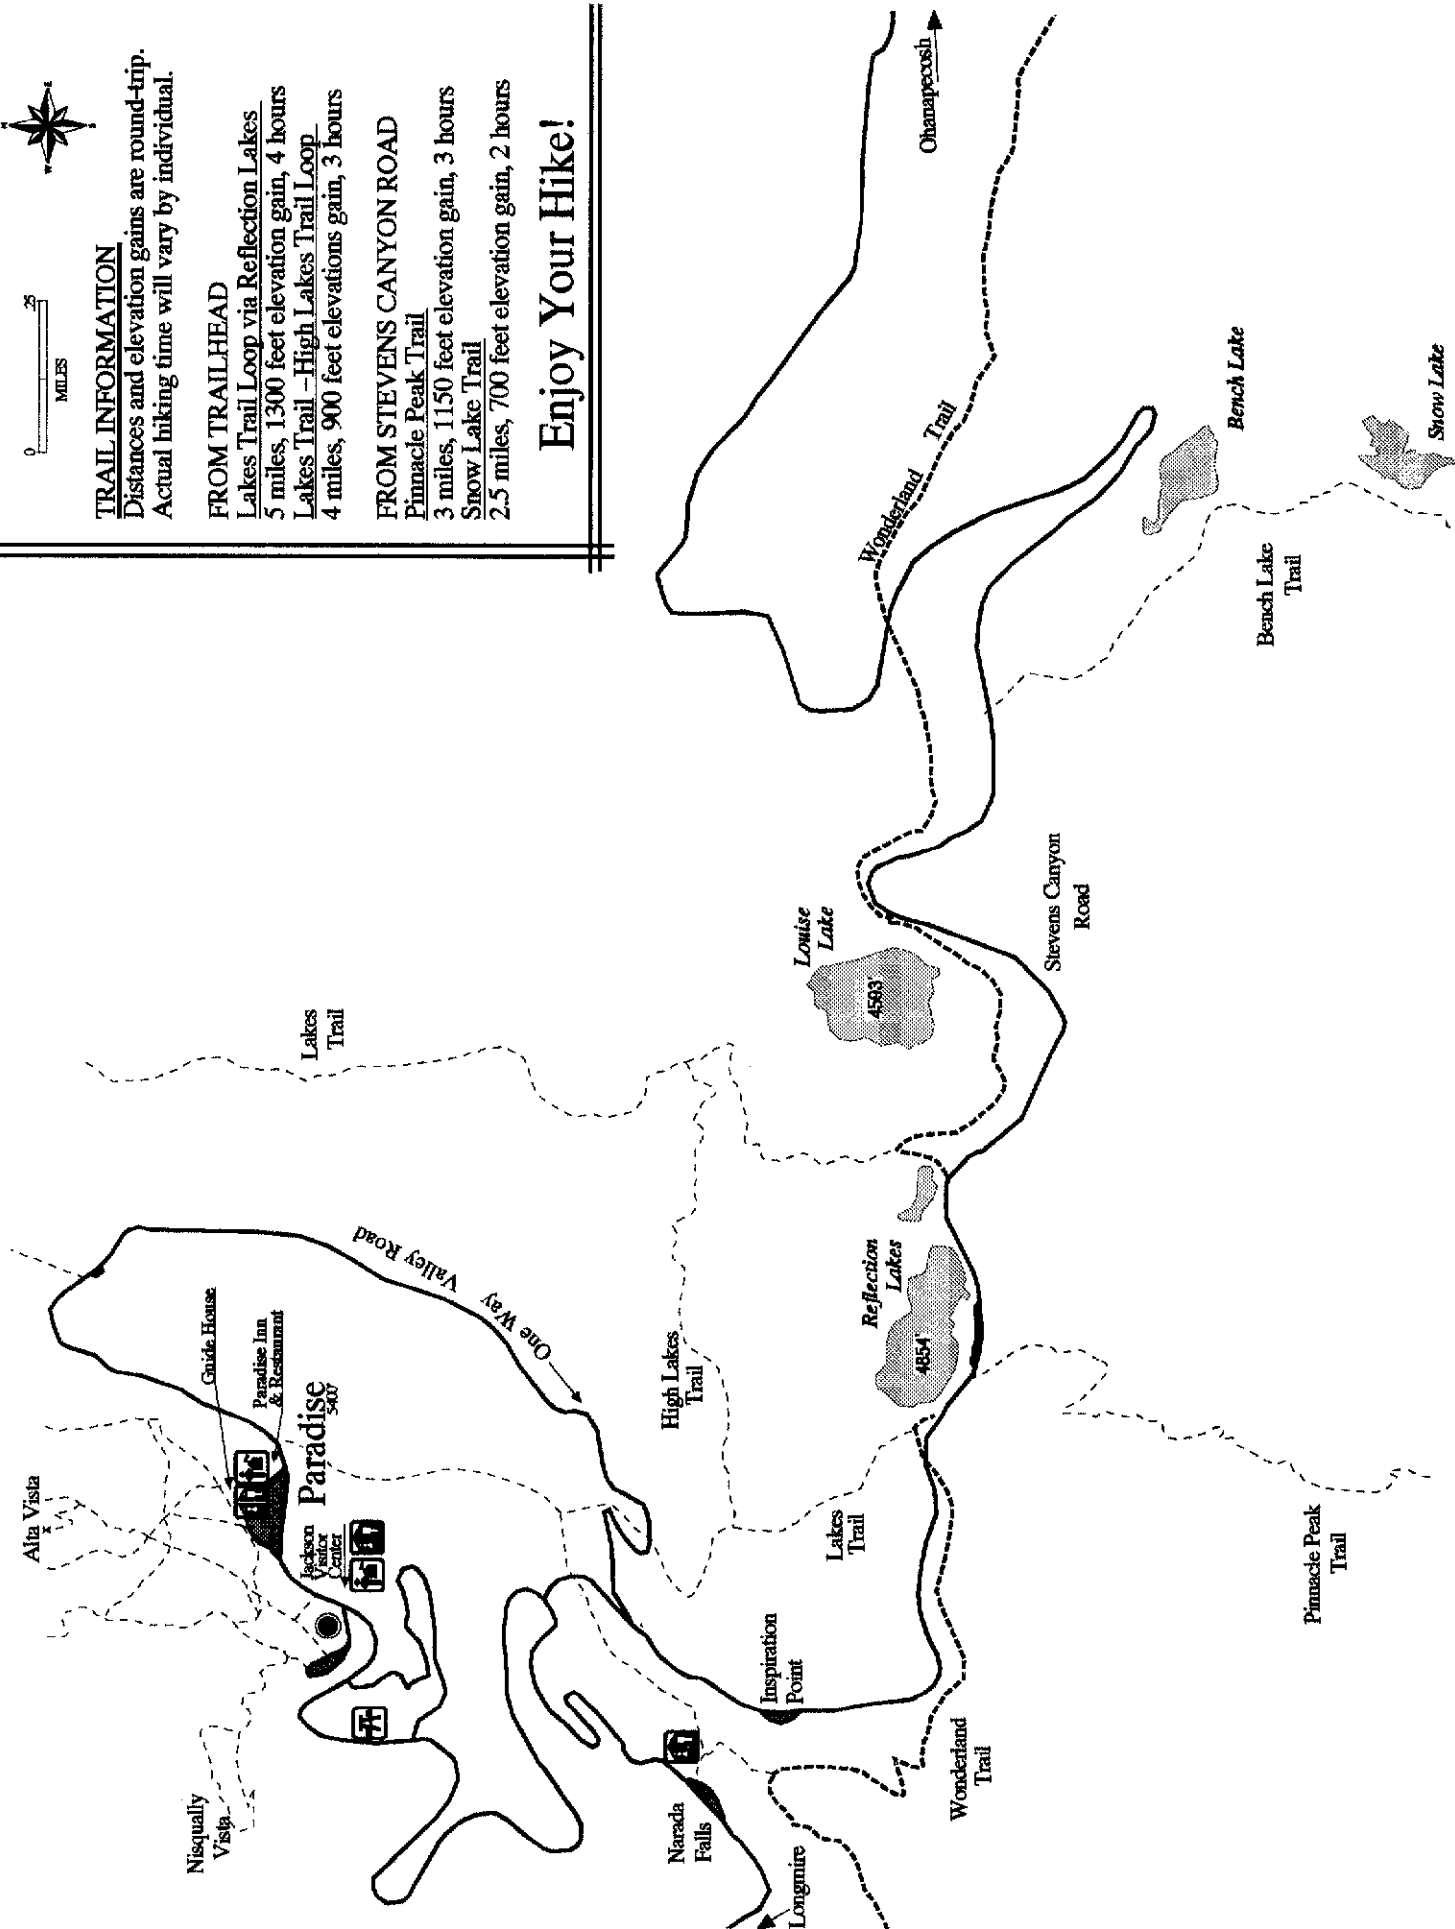 0 .25
MILES
N
W E
S
TRAIL INFORMATION
Distances and elevation gains are round-trip.
Actual hiking time will vary by individual.
FROM TRAILHEAD
Lakes Trail Loop via Reflection Lakes
5 miles, 1300 feet elevation gain, 4 hours
Lakes Trail -High Lakes Trail Loop
4 miles, 900 feet elevations gain, 3 hours
FROM STEVENS CANYON ROAD
Pinnacle Peak Trail
3 miles, 1150 feet elevation gain, 3 hours
Snow Lake Trail
2.5 miles, 700 feet elevation gain, 2 hours
Enjoy Your Hike!
Alta Vista
x
Guide House
Paradise Inn
& Restaurant
Paradise
5400'
Jackson
Visitor
Center
Nisqually
Vista
One Way Valley Road
Lakes
Trail
High Lakes
Trail
Narada
Falls
Longmire
Inspiration
Point
Lakes
Trail
Reflection
Lakes
4854'
Louise
Lake
4593'
Wonderland Trail
Ohanapecosh
Wonderland
Trail
Stevens Canyon
Road
Bench Lake
Bench Lake
Trail
Snow Lake
Pinnacle Peak
Trail